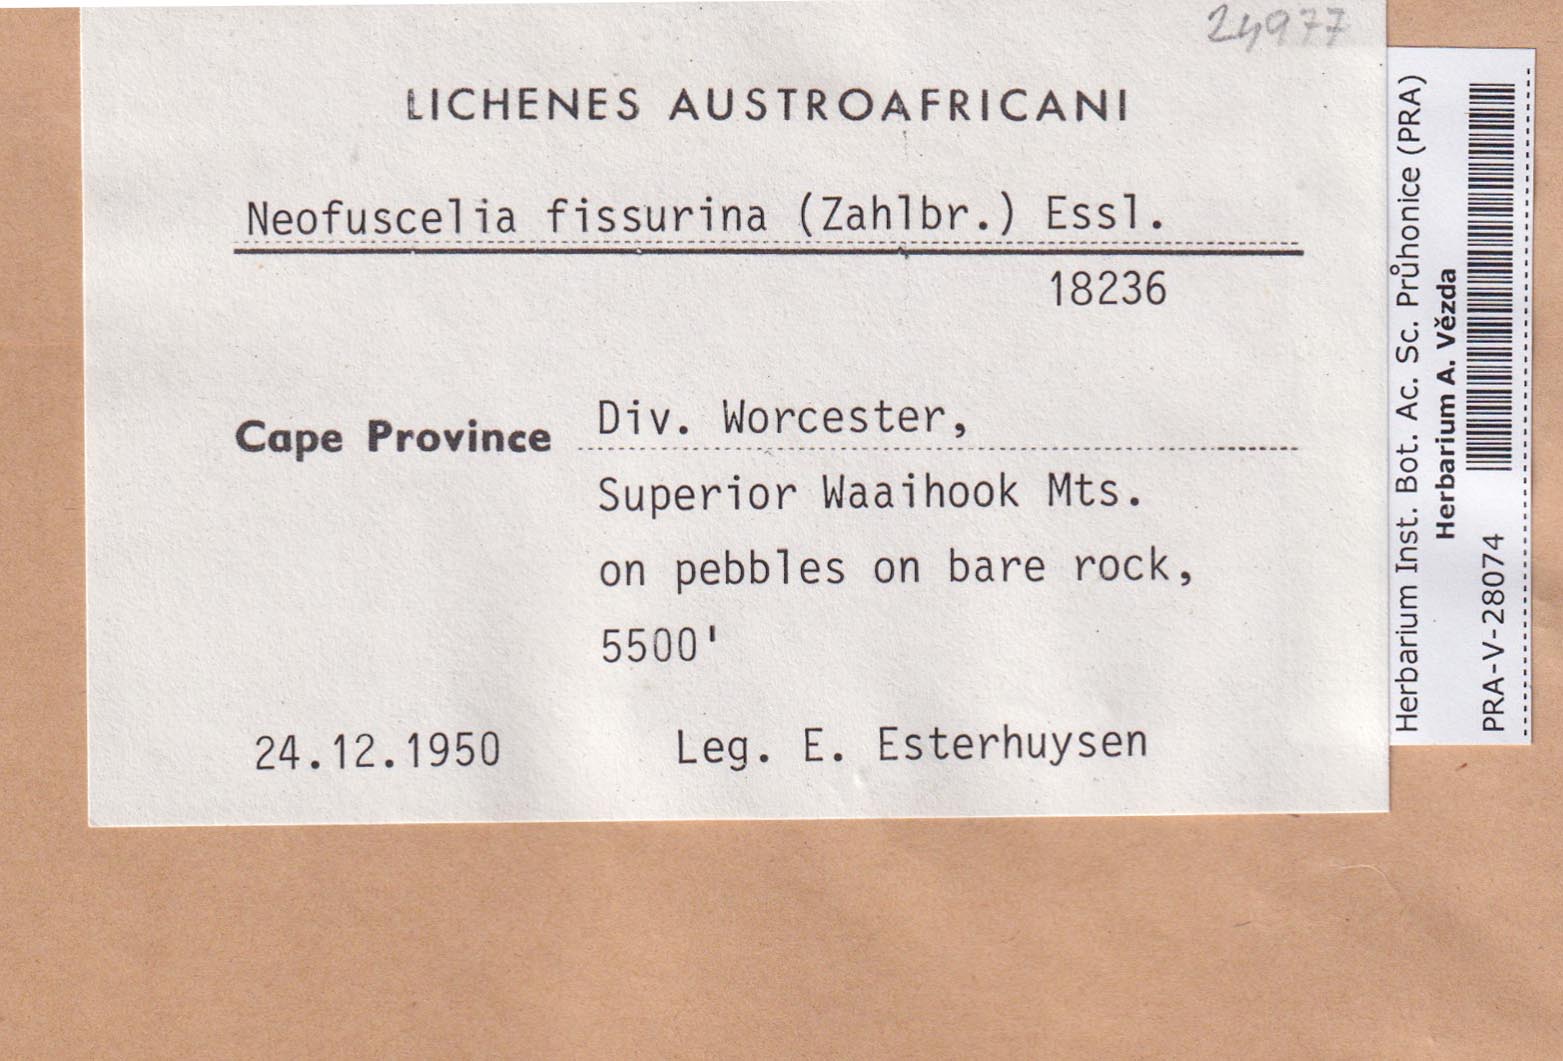 24977
LICHENES AUSTROAFRICANI
Neofuscelia fissurina (Zahlbr.) Essl.
18236
Cape Province Div. Worcester,
Superior Waaihook Mts.
on pebbles on bare rock,
5500'
24.12.1950 Leg. E. Esterhuysen
Herbarium Inst. Bot. Ac. Sc. Průhonice (PRA)
Herbarium A. Vězda
PRA-V-28074